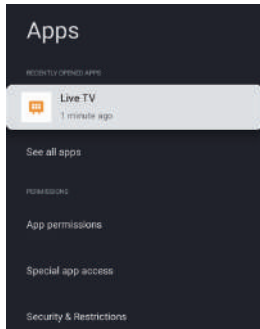 Apps
RECENTLY OPENED APPS
Live TV
1 minute ago
See all apps
PERMISSIONS
App permissions
Special app access
Security & Restrictions